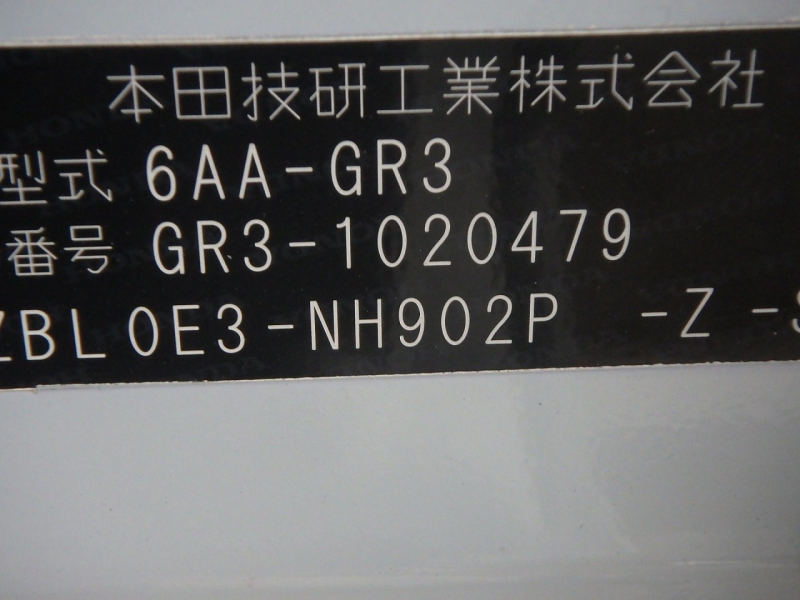 本田技研工業株式会社
型式 6AA-GR3
番号 GR3-1020479
ZBL0E3-NH902P -Z -S